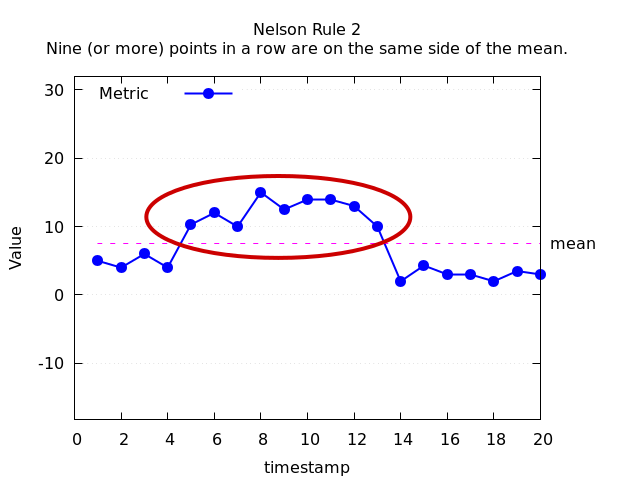 Nelson Rule 2
Nine (or more) points in a row are on the same side of the mean.
30
Metric
20
10
mean
0
-10
Value
0 2 4 6 8 10 12 14 16 18 20
timestamp